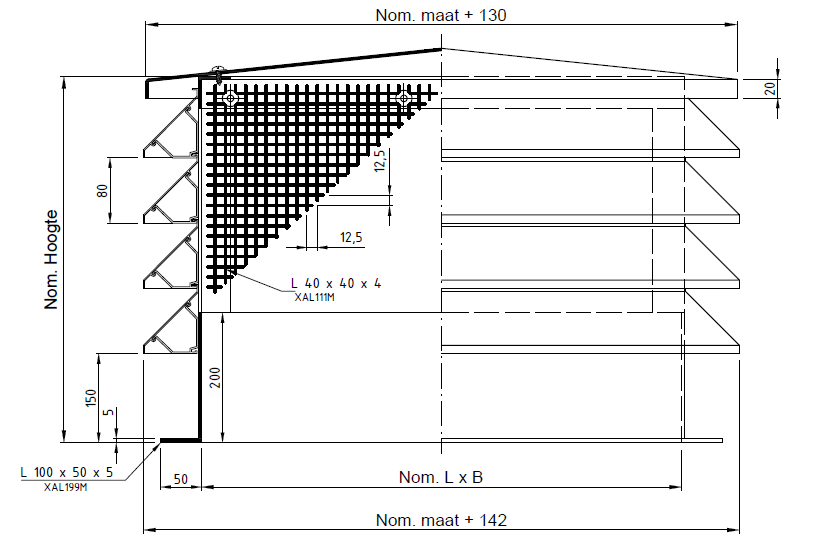 Nom. maat + 130
20
12,5
80
12,5
Nom. Hoogte
L 40 x 40 x 4
XAL111M
200
150
5
L 100 x 50 x 5
XAL199M
50
Nom. L x B
Nom. maat + 142